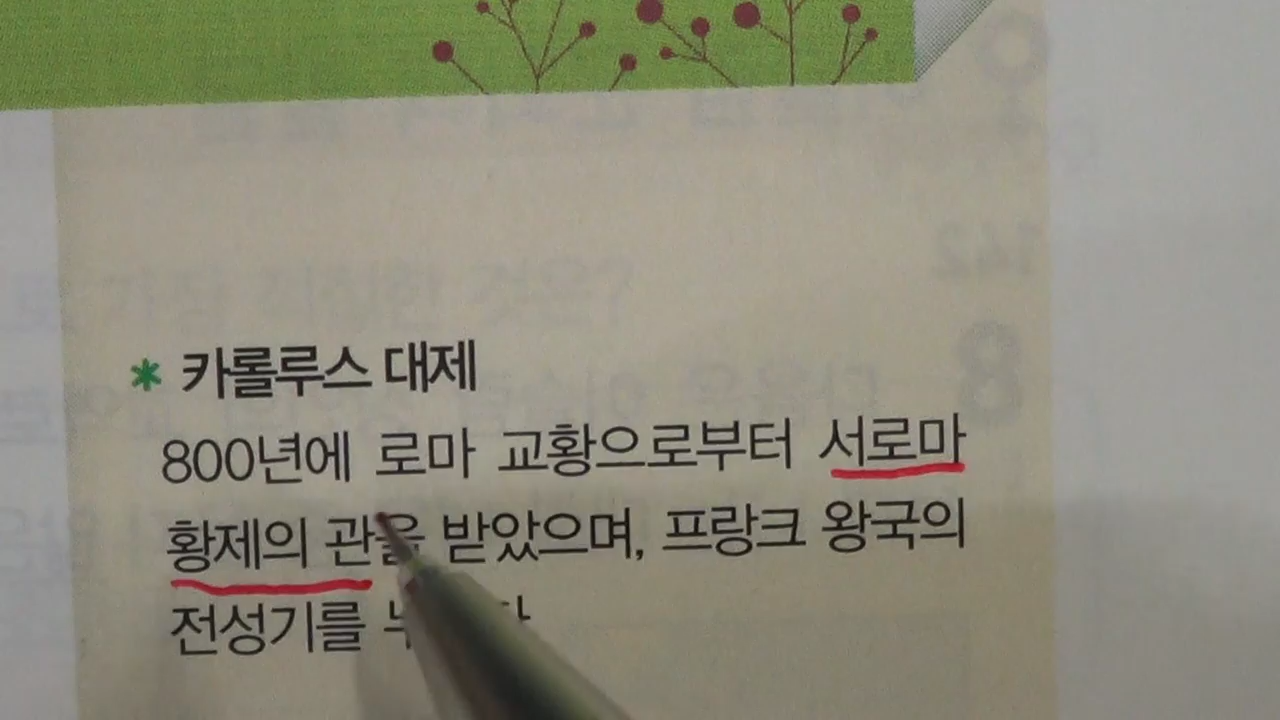 * 카롤루스 대제
800년에 로마 교황으로부터 서로마
황제의 관을 받았으며, 프랑크 왕국의
전성기를